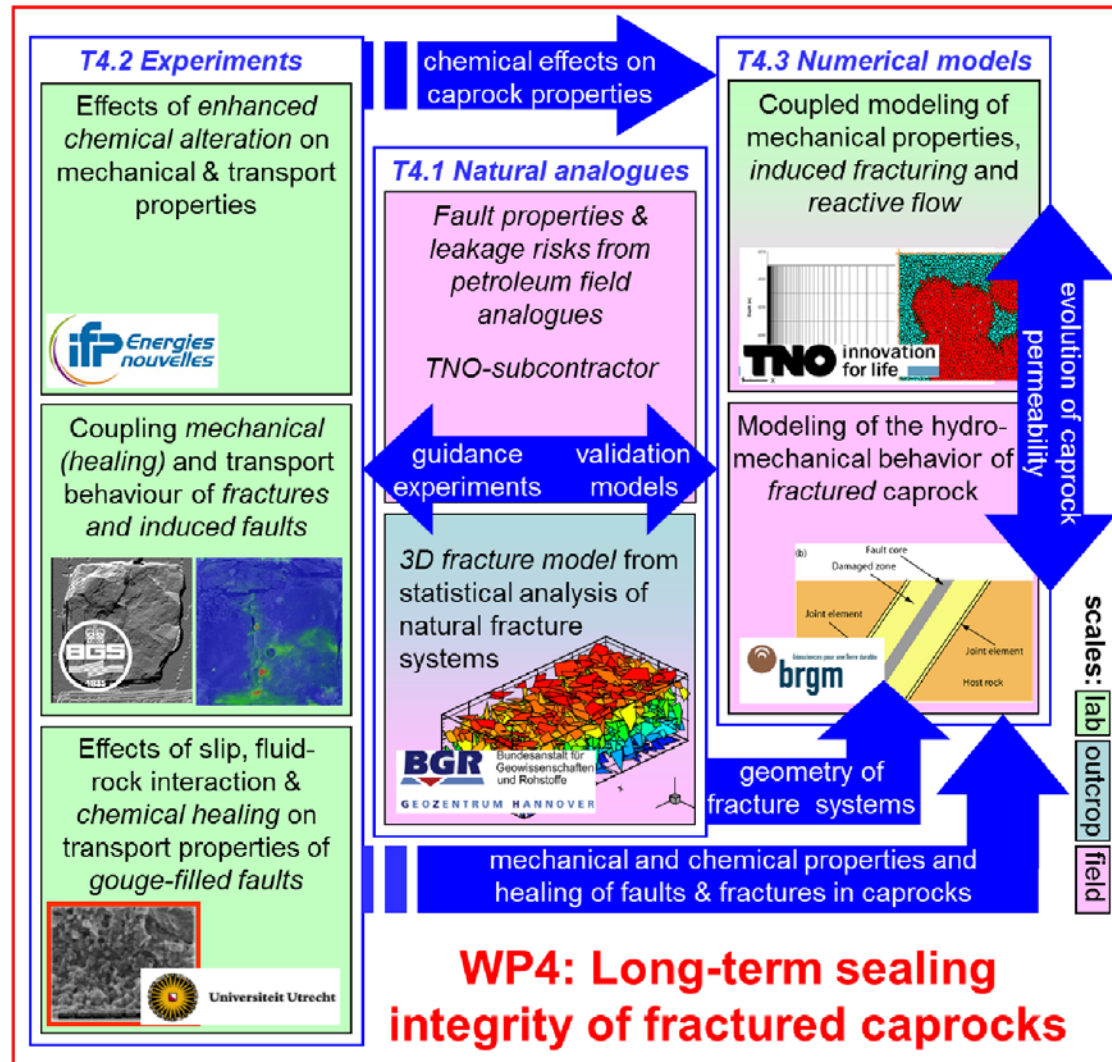 T4.2 Experiments
Effects of enhanced
chemical alteration on
mechanical & transport
properties
ifp Energies
nouvelles
Coupling mechanical
(healing) and transport
behaviour of fractures
and induced faults
BGS
1835
Effects of slip, fluid-
rock interaction &
chemical healing on
transport properties of
gouge-filled faults
Universiteit Utrecht
chemical effects on
caprock properties
T4.1 Natural analogues
Fault properties &
leakage risks from
petroleum field
analogues
TNO-subcontractor
guidance
experiments
validation
models
3D fracture model from
statistical analysis of
natural fracture
systems
BGR
Bundesanstalt für
Geowissenschaften
und Rohstoffe
GEOZENTRUM HANNOVER
T4.3 Numerical models
Coupled modeling of
mechanical properties,
induced fracturing and
reactive flow
TNO innovation
for life
Modeling of the hydro-
mechanical behavior of
fractured caprock
(b)
Fault core
Damaged zone
Joint element
Joint element
Host rock
Géosciences pour une Terre durable
brgm
evolution of caprock
permeability
geometry of
fracture systems
mechanical and chemical properties and
healing of faults & fractures in caprocks
scales: lab outcrop field
WP4: Long-term sealing
integrity of fractured caprocks